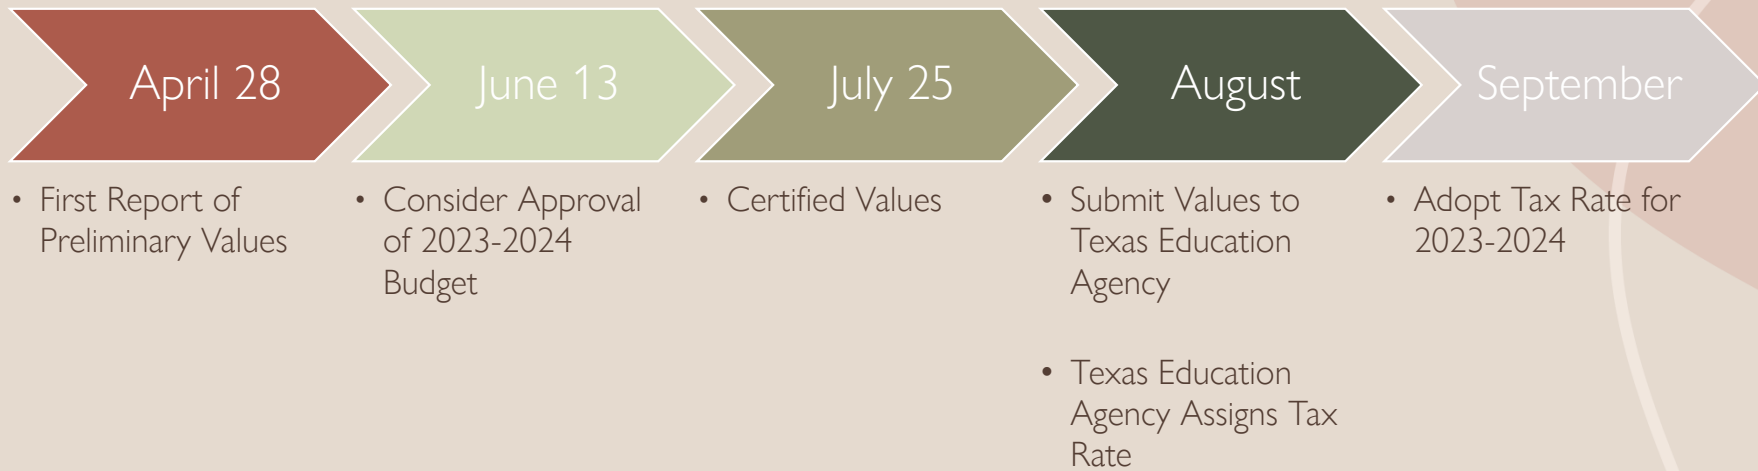 April 28
June 13
July 25
August
September
• First Report of
Preliminary Values
• Consider Approval
of 2023-2024
Budget
• Certified Values
• Submit Values to
Texas Education
Agency
• Texas Education
Agency Assigns Tax
Rate
• Adopt Tax Rate for
2023-2024